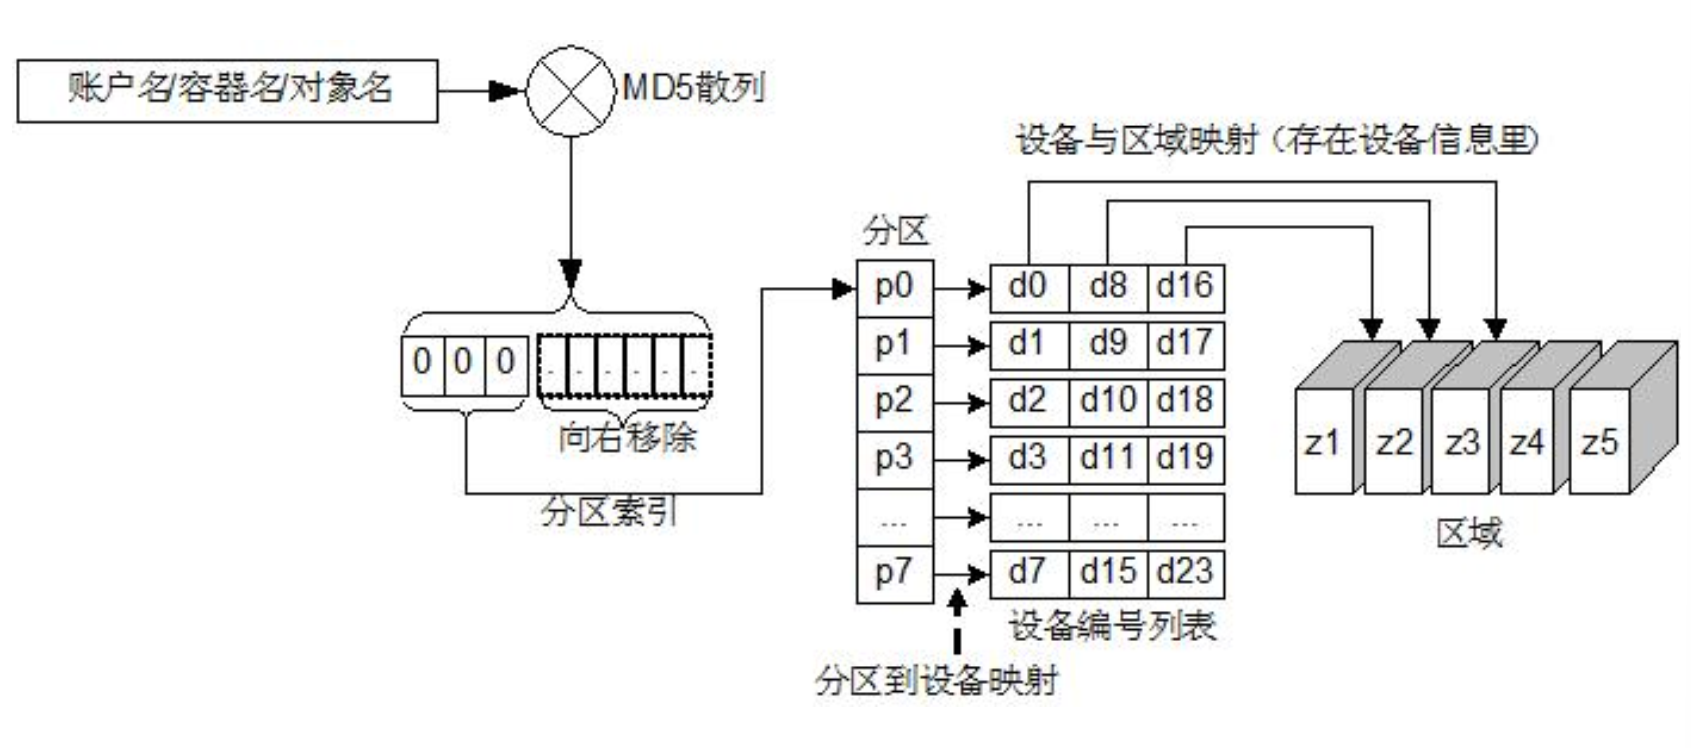 账户名/容器名/对象名
MD5散列
设备与区域映射（存在设备信息里）
分区
p0 d0 d8 d16
p1 d1 d9 d17
0 0 0 . . . . . .
p2 d2 d10 d18
向右移除
p3 d3 d11 d19
z1 z2 z3 z4 z5
分区索引
... ... ... ...
区域
p7 d7 d15 d23
设备编号列表
分区到设备映射